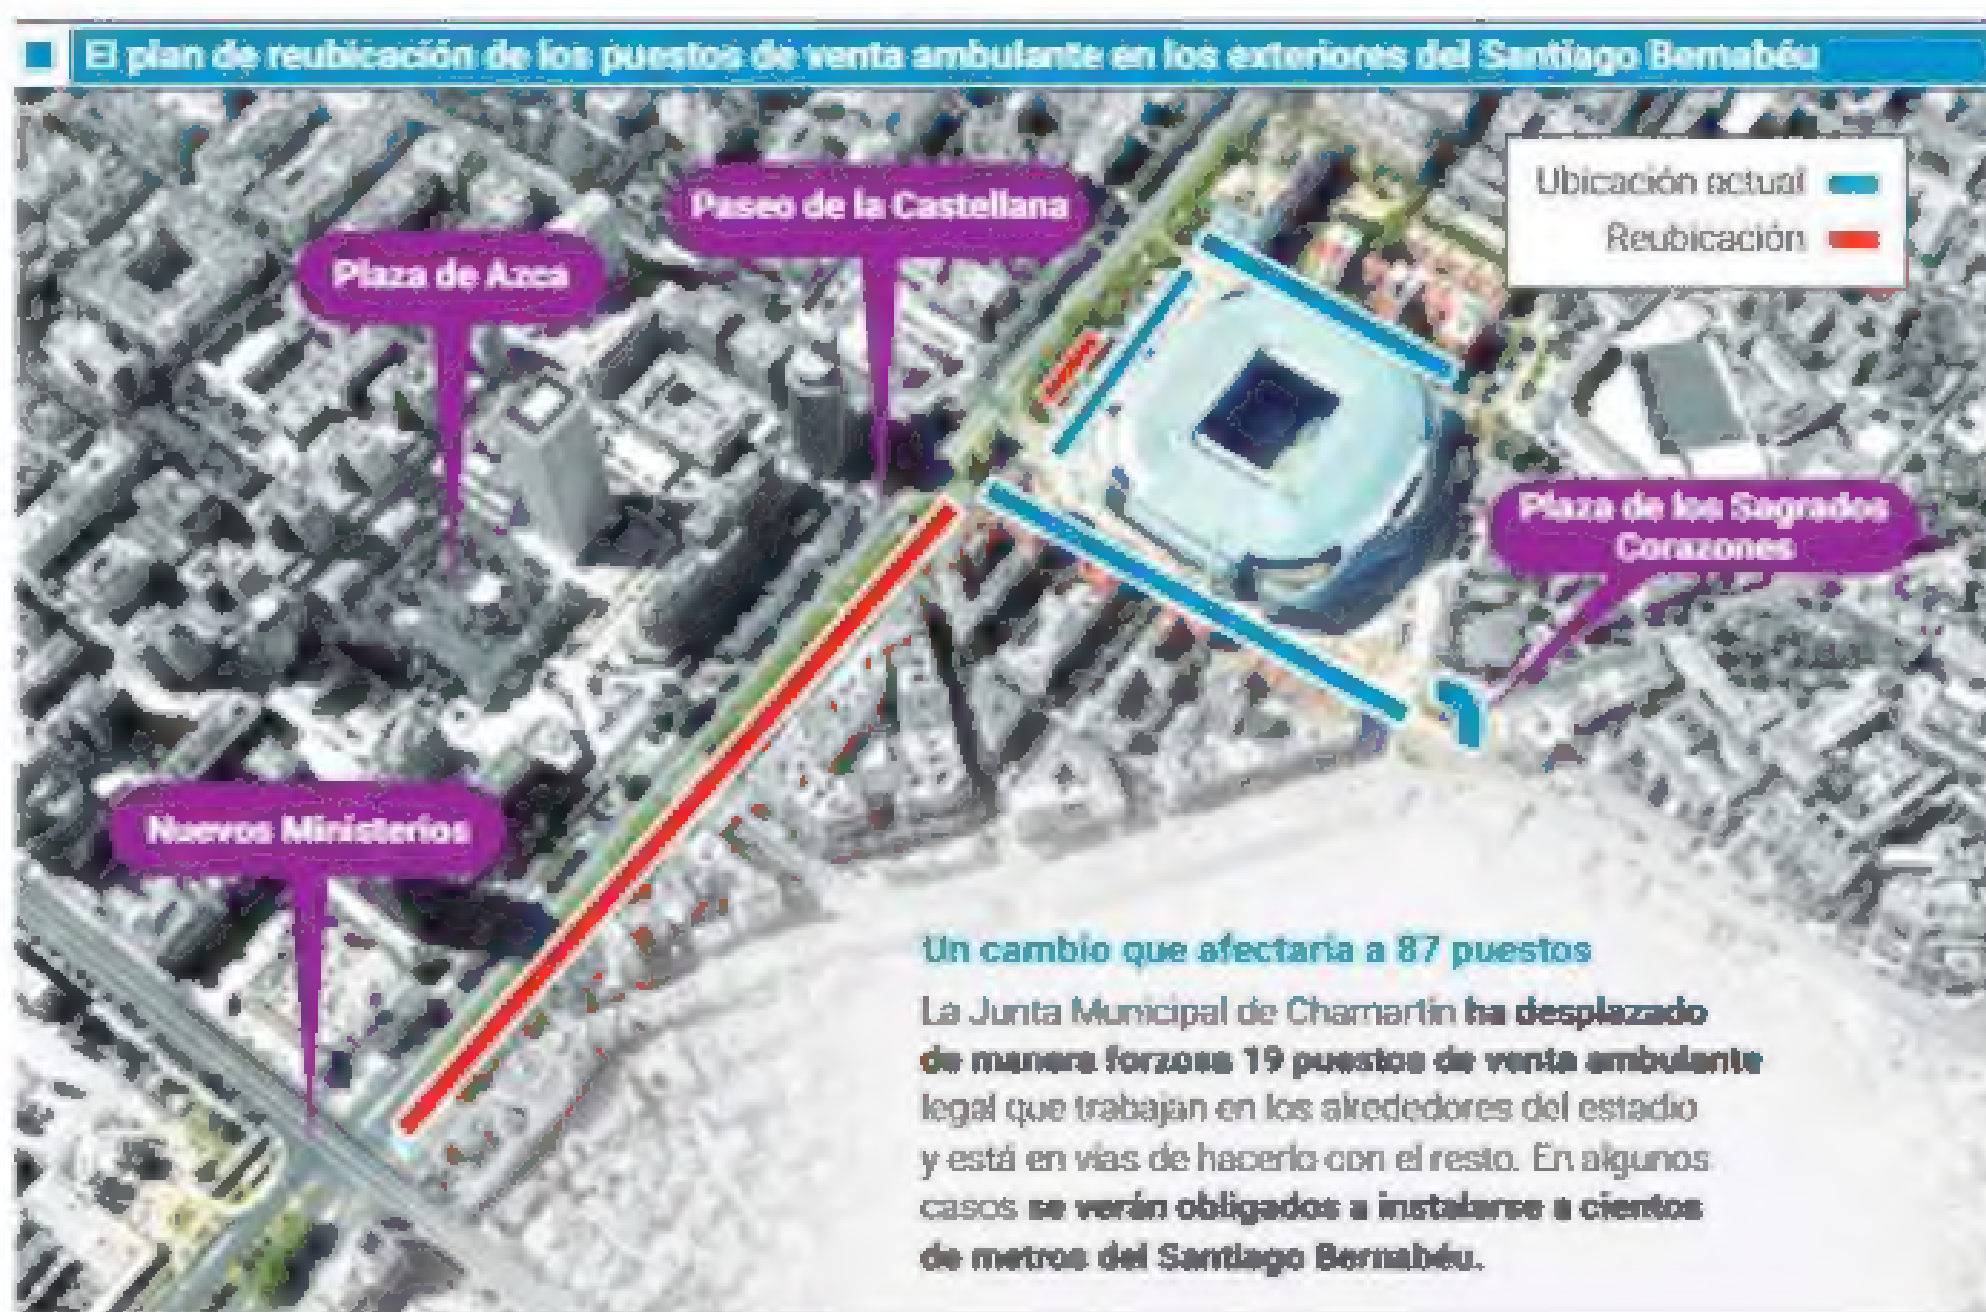 El plan de reubicación de los puestos de venta ambulante en los exteriores del Santiago Bernabéu
Paseo de la Castellana
Plaza de Azca
Ubicación actual
Reubicación
Plaza de los Sagrados
Corazones
Nuevos Ministerios
Un cambio que afectaría a 87 puestos
La Junta Municipal de Chamartín ha desplazado
de manera forzosa 19 puestos de venta ambulante
legal que trabajan en los alrededores del estadio
y está en vías de hacerlo con el resto. En algunos
casos se verán obligados a instalarse a cientos
de metros del Santiago Bernabéu.